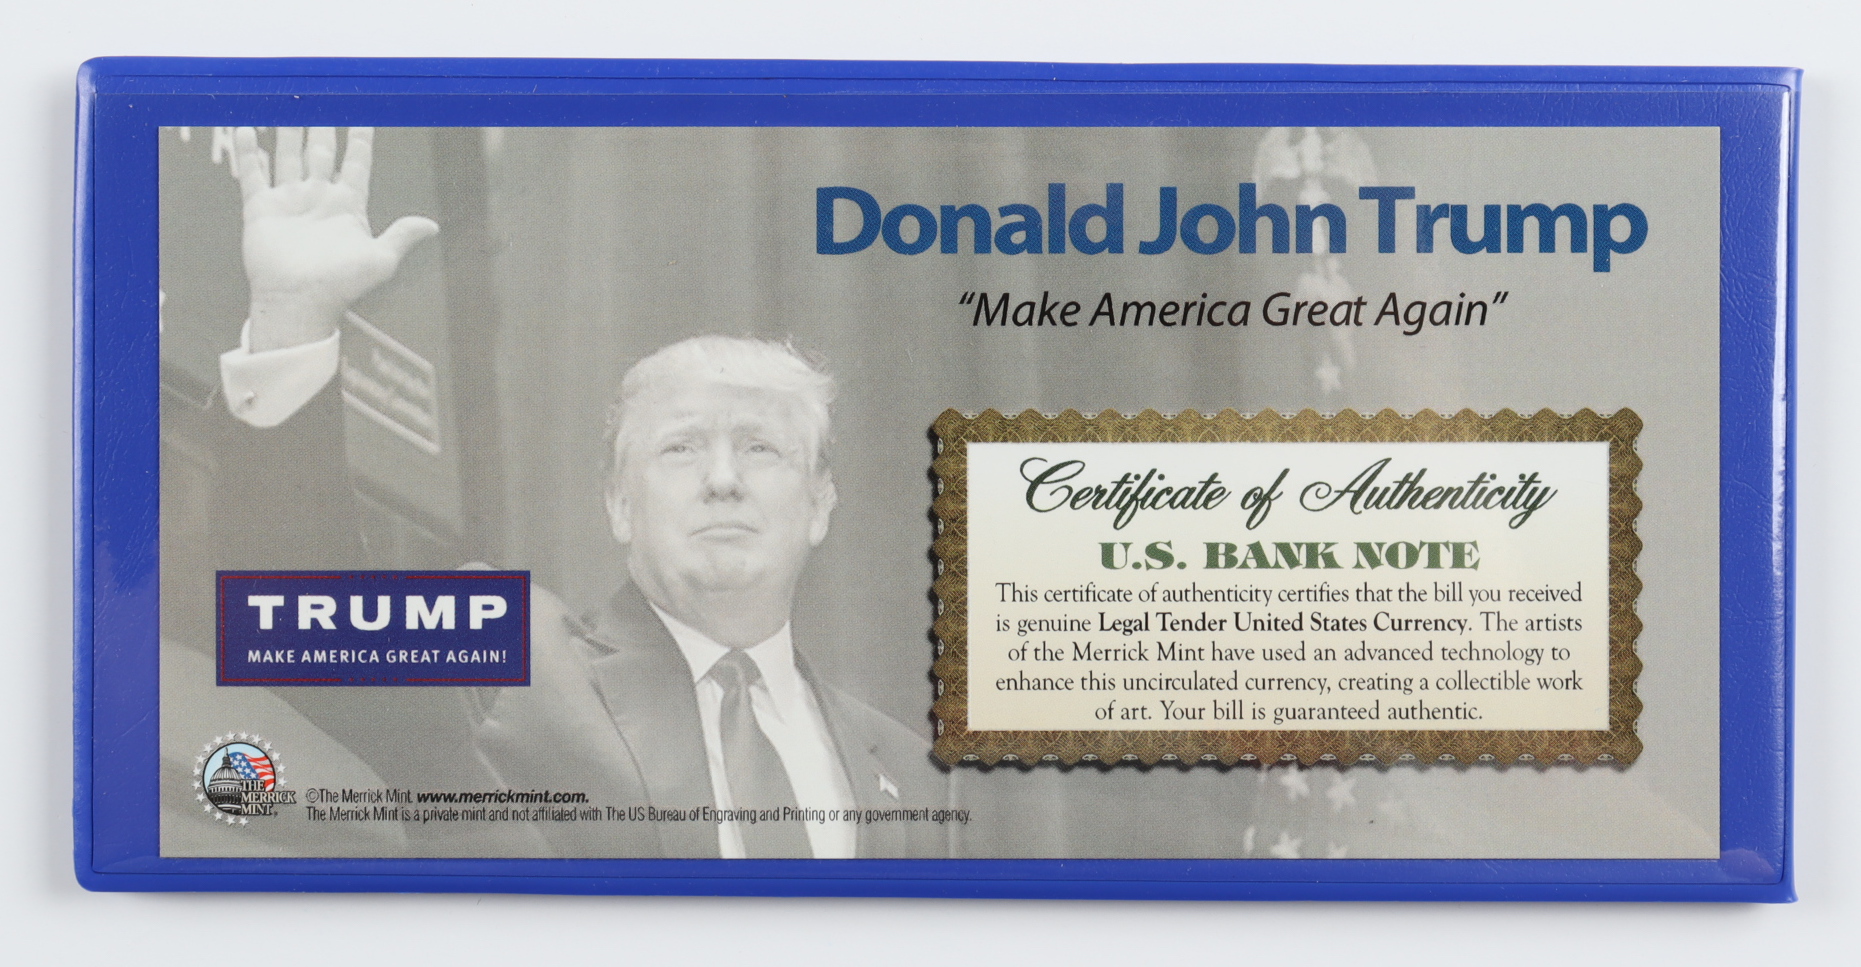 Donald John Trump
“Make America Great Again”
Certificate of Authenticity
U.S. BANK NOTE
This certificate of authenticity certifies that the bill you received
is genuine Legal Tender United States Currency. The artists
of the Merrick Mint have used an advanced technology to
enhance this uncirculated currency, creating a collectible work
of art. Your bill is guaranteed authentic.
TRUMP
MAKE AMERICA GREAT AGAIN!
THE
MERRICK
MINT
©The Merrick Mint. www.merrickmint.com.
The Merrick Mint is a private mint and not affiliated with The US Bureau of Engraving and Printing or any government agency.